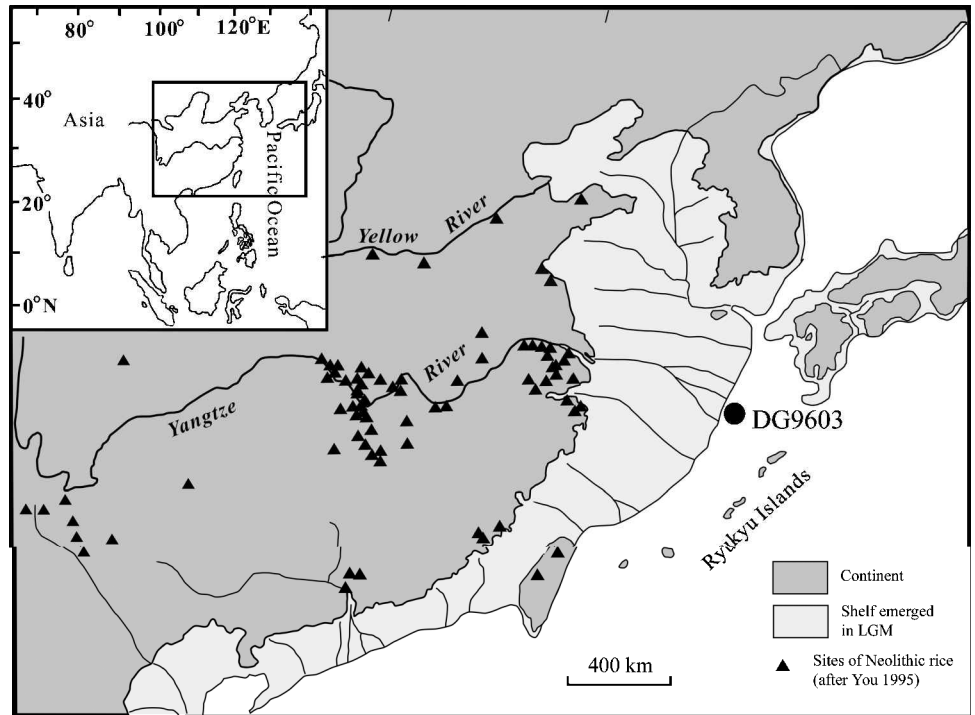 80° 100° 120°E
40°
Asia
Pacific Ocean
20°
0°N
Yellow River
Yangtze River
DG9603
Ryukyu Islands
Continent
Shelf emerged
in LGM
Sites of Neolithic rice
(after You 1995)
400 km